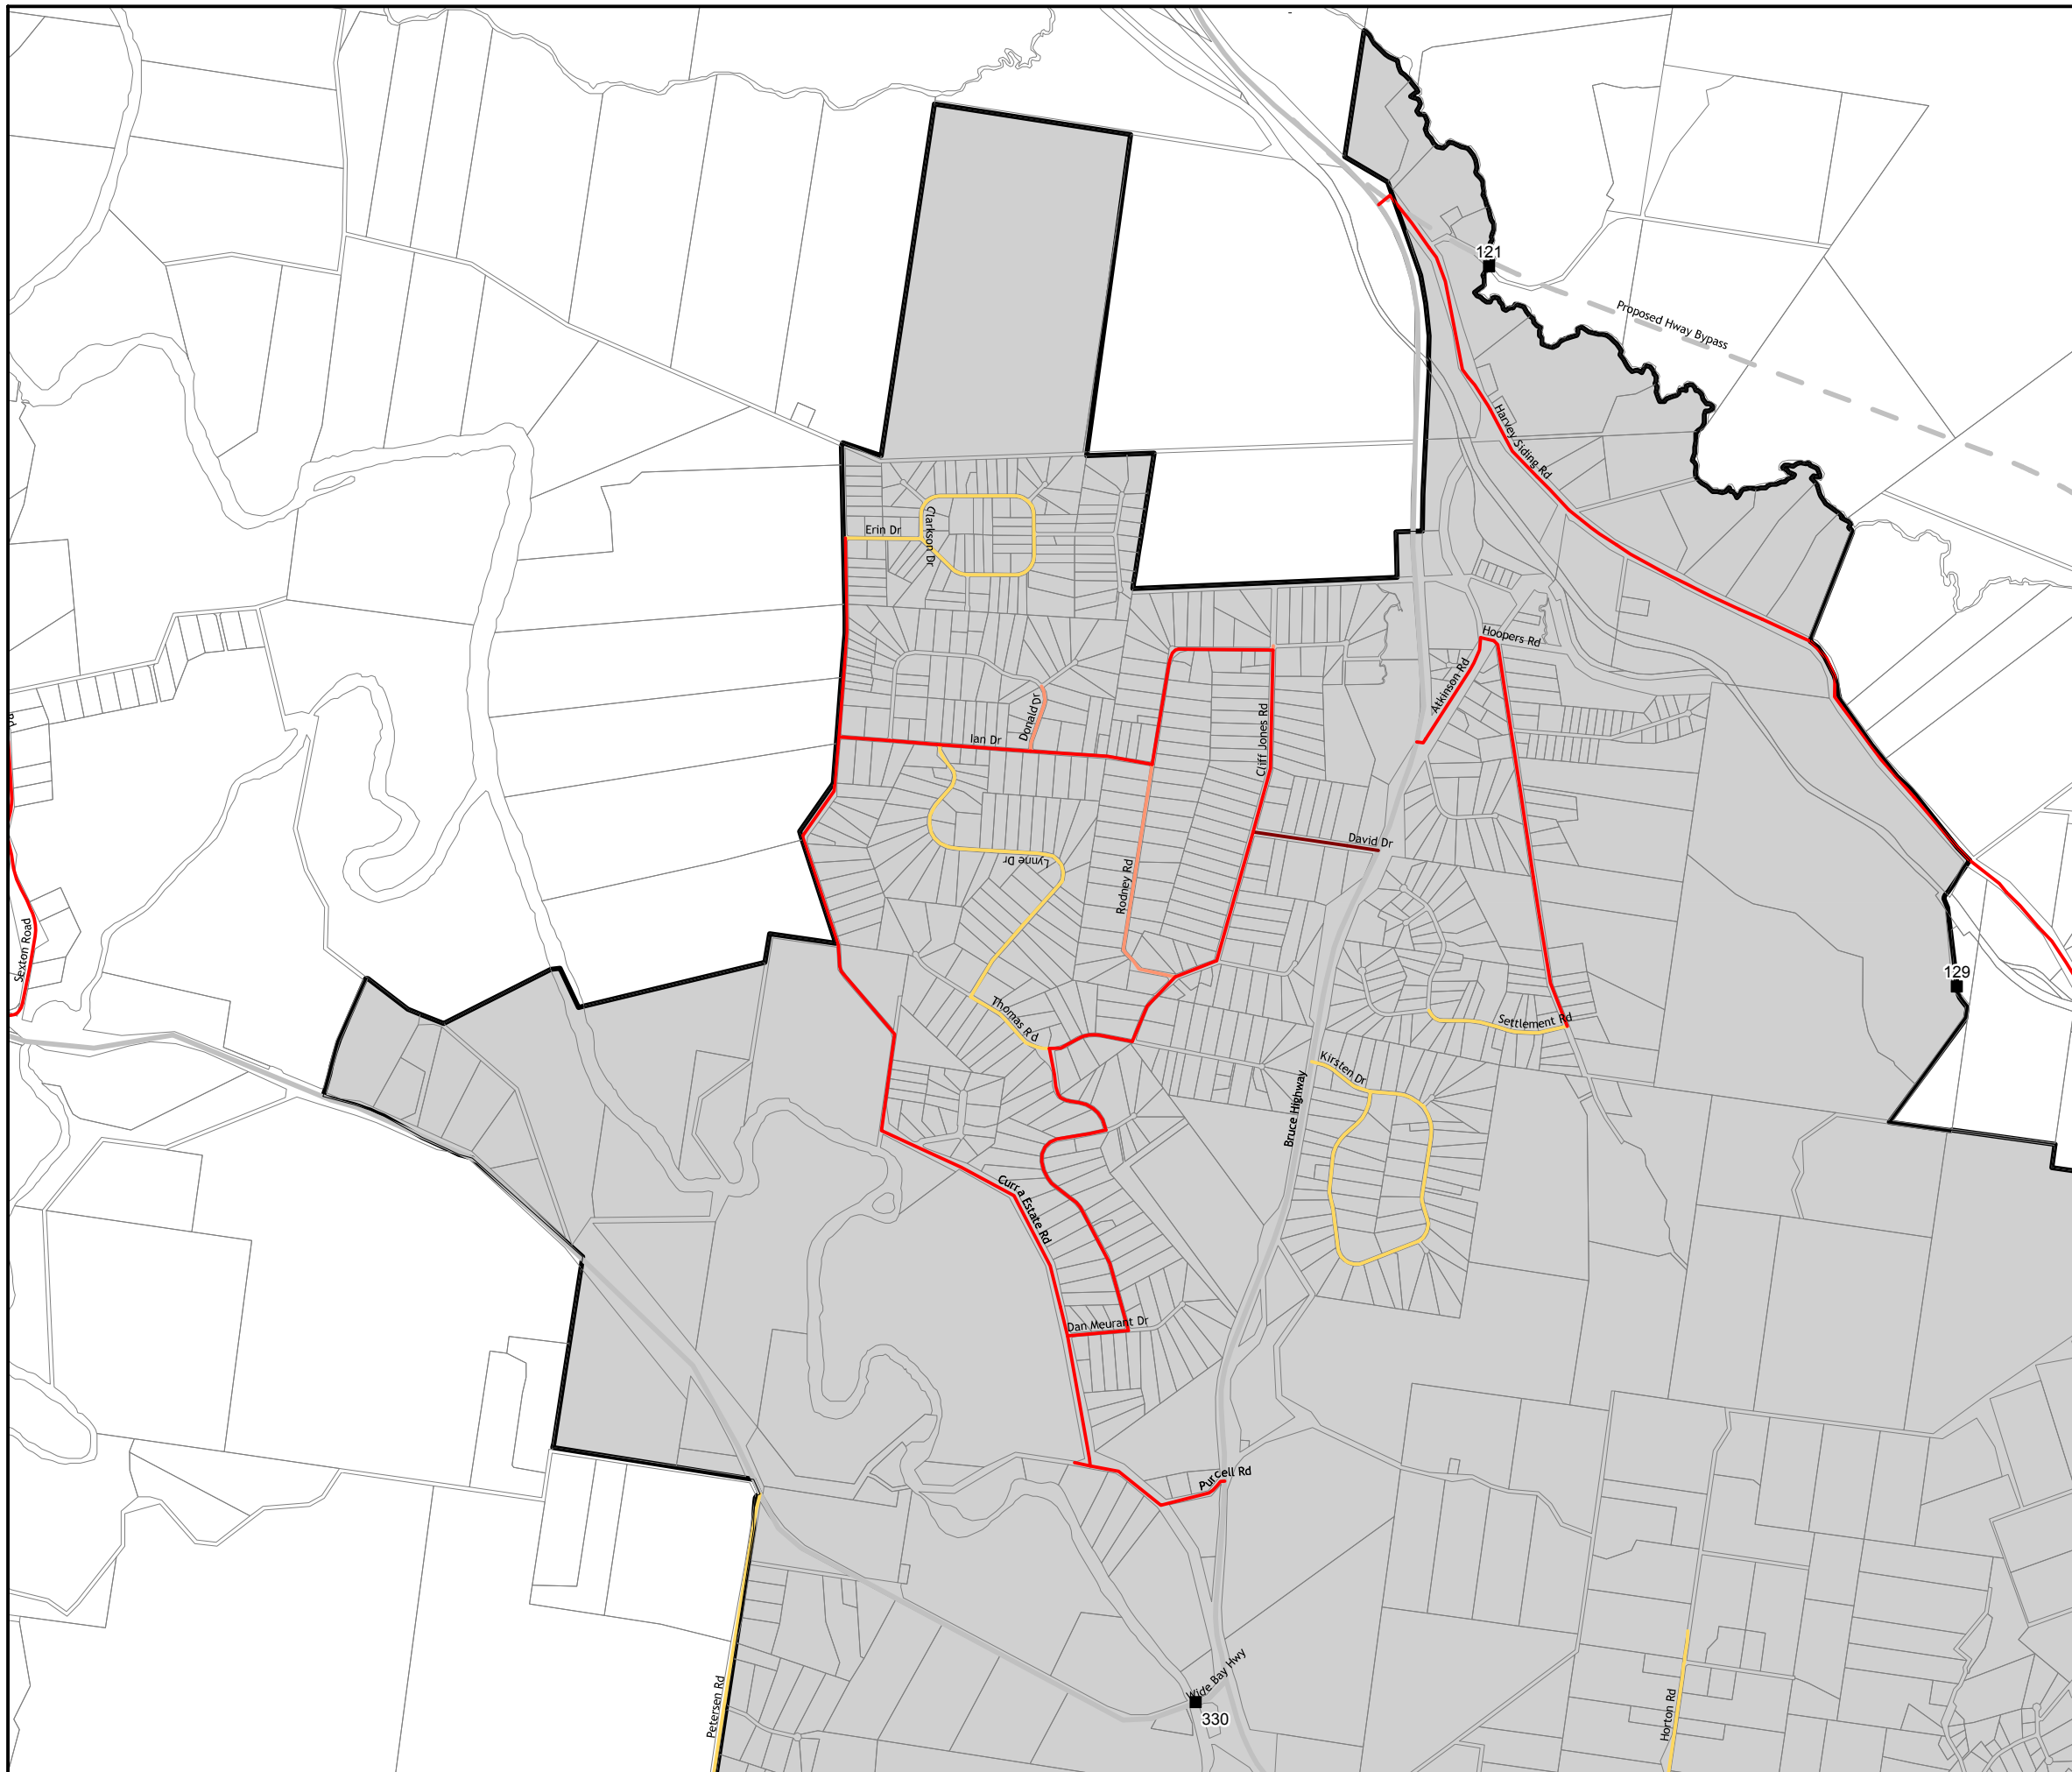 121
Proposed Hway Bypass
Harvey Siding Rd
Erin Dr
Clarkson Dr
Hoopers Rd
Atkinson Rd
Donald Dr
Ian Dr
Cliff Jones Rd
David Dr
Lynne Dr
Rodney Rd
Sexton Road
129
Thomas Rd
Settlement Rd
Kirsten Dr
Bruce Highway
Curra Estate Rd
Dan Meurant Dr
Purcell Rd
Wide Bay Hwy
330
Petersen Rd
Horton Rd